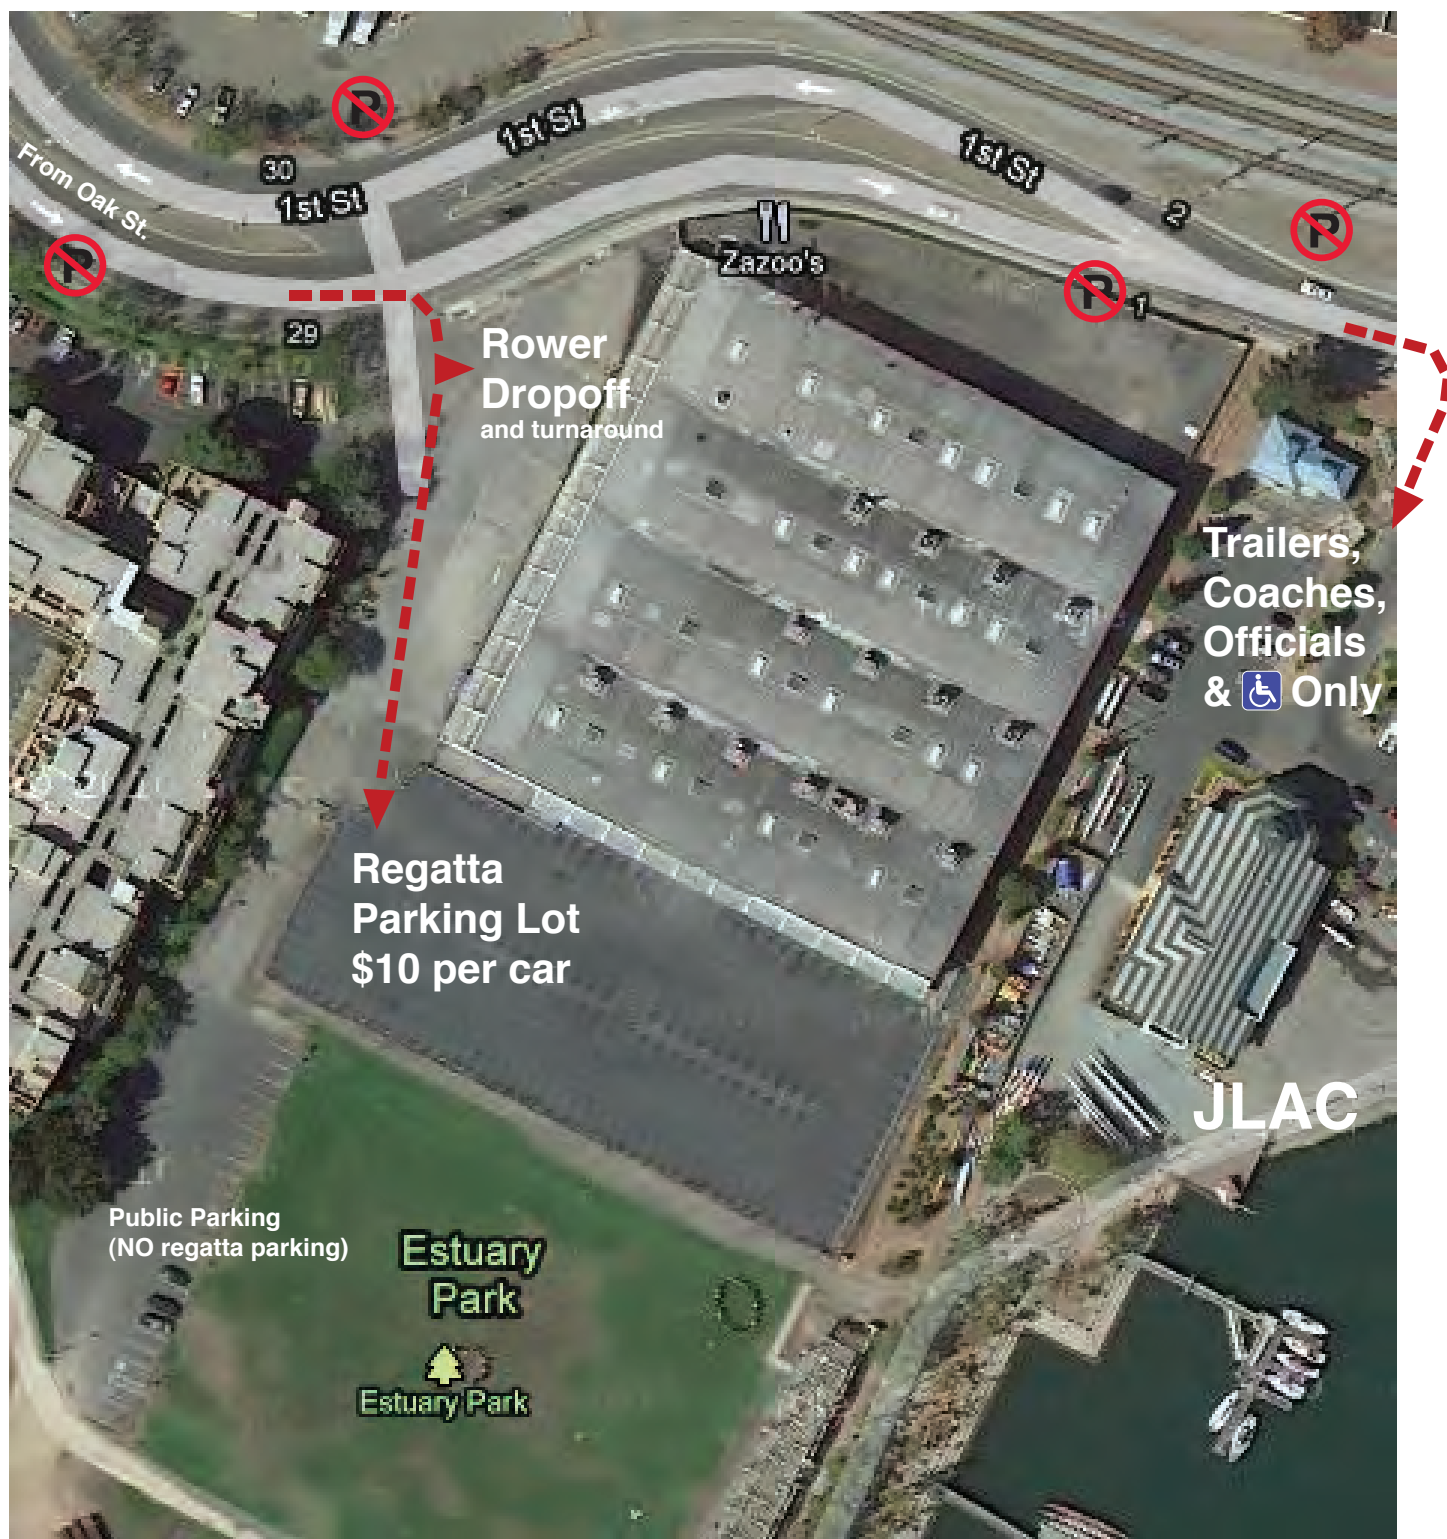 P
1st St
1st St
From Oak St.
30
1st St
2
P
P
Zazoo's
P
1
29
Rower
Dropoff
and turnaround
Trailers,
Coaches,
Officials
& Only
Regatta
Parking Lot
$10 per car
JLAC
Public Parking
(NO regatta parking)
Estuary
Park
Estuary Park